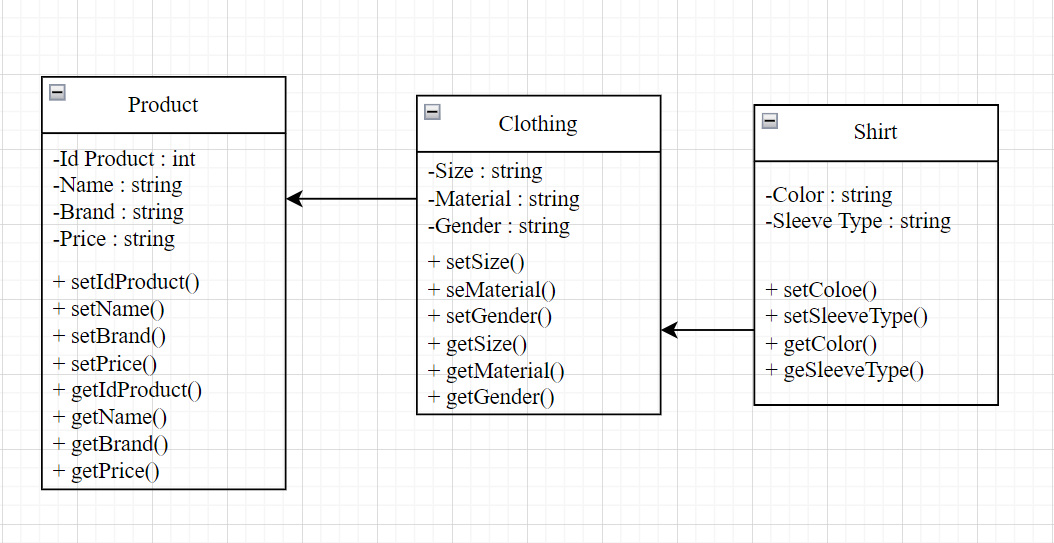 Product
-Id Product : int
-Name : string
-Brand : string
-Price : string
+ setIdProduct()
+ setName()
+ setBrand()
+ setPrice()
+ getIdProduct()
+ getName()
+ getBrand()
+ getPrice()
Clothing
-Size : string
-Material : string
-Gender : string
+ setSize()
+ seMaterial()
+ setGender()
+ getSize()
+ getMaterial()
+ getGender()
Shirt
-Color : string
-Sleeve Type : string
+ setColoe()
+ setSleeveType()
+ getColor()
+ geSleeveType()